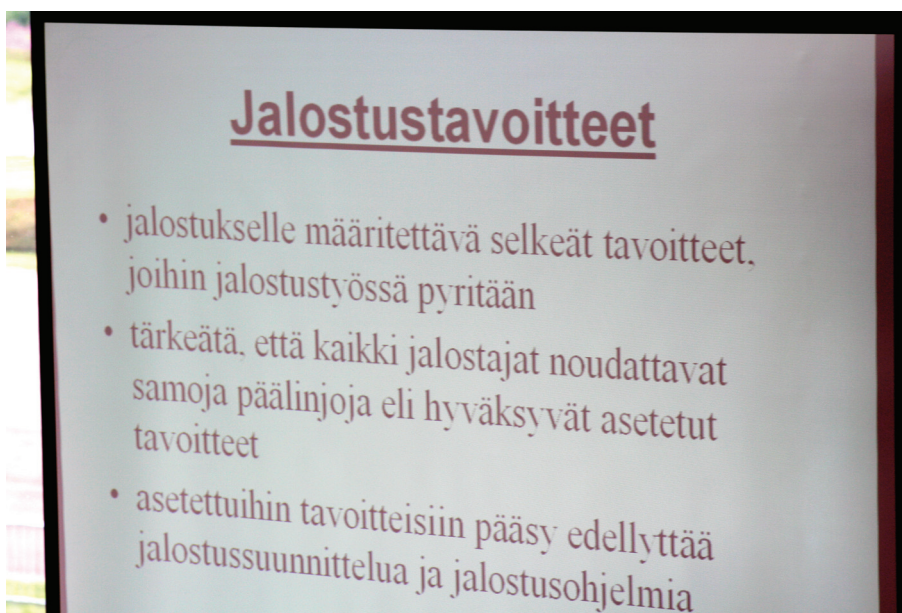 Jalostustavoitteet
• jalostukselle määritettävä selkeät tavoitteet,
joihin jalostustyössä pyritään
• tärkeätä, että kaikki jalostajat noudattavat
samoja päälinjoja eli hyväksyvät asetetut
tavoitteet
• asetettuihin tavoitteisiin pääsy edellyttää
jalostussuunnittelua ja jalostusohjelmia